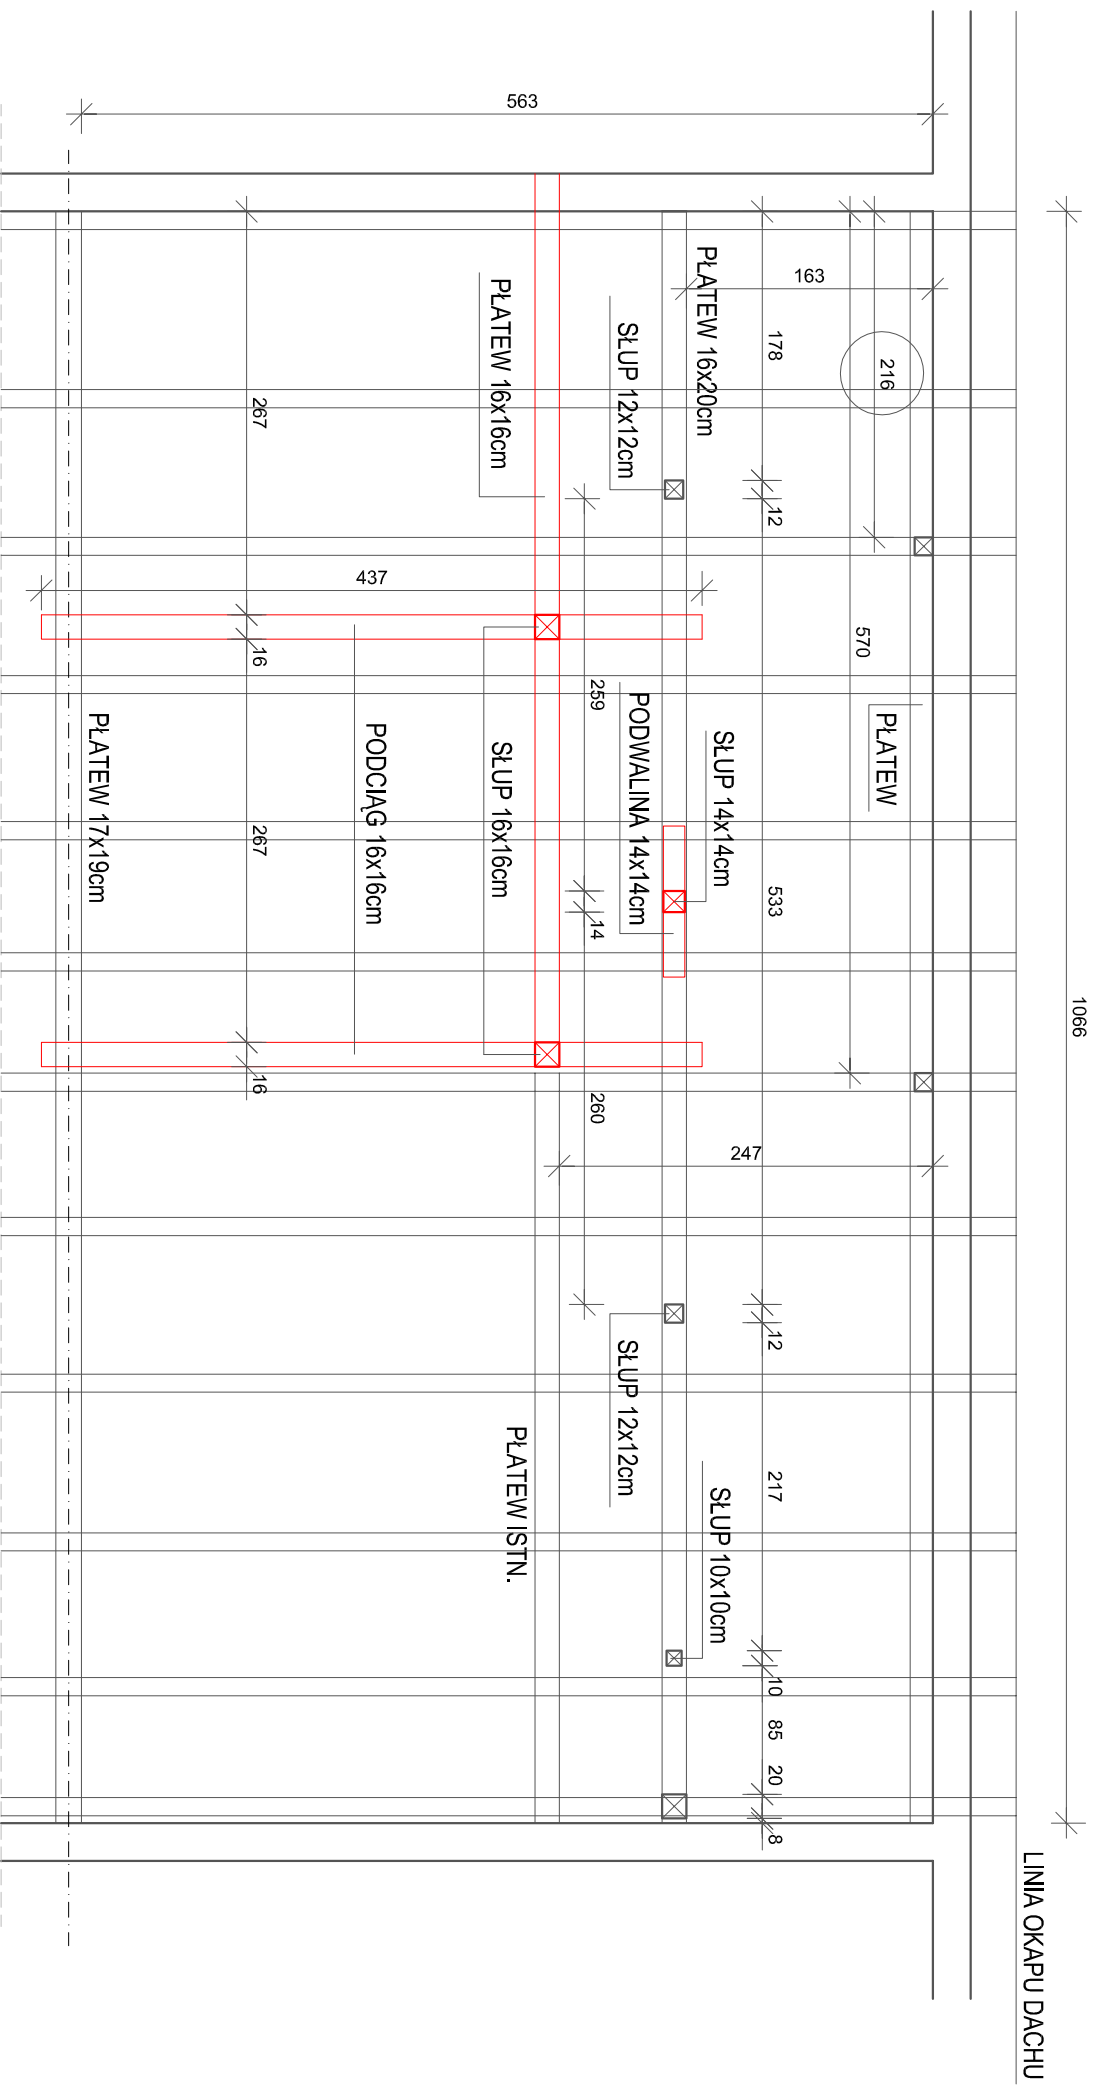 1066
LINIA OKAPU DACHU
216
570
PŁATEW
163
178
12
533
12
217
10
85
20
8
247
PŁATEW 16x20cm
SŁUP 14x14cm
SŁUP 10x10cm
SŁUP 12x12cm
PODWALINA 14x14cm
SŁUP 12x12cm
259
14
260
563
PŁATEW 16x16cm
SŁUP 16x16cm
PŁATEW ISTN.
437
PODCIĄG 16x16cm
267
16
267
16
PŁATEW 17x19cm